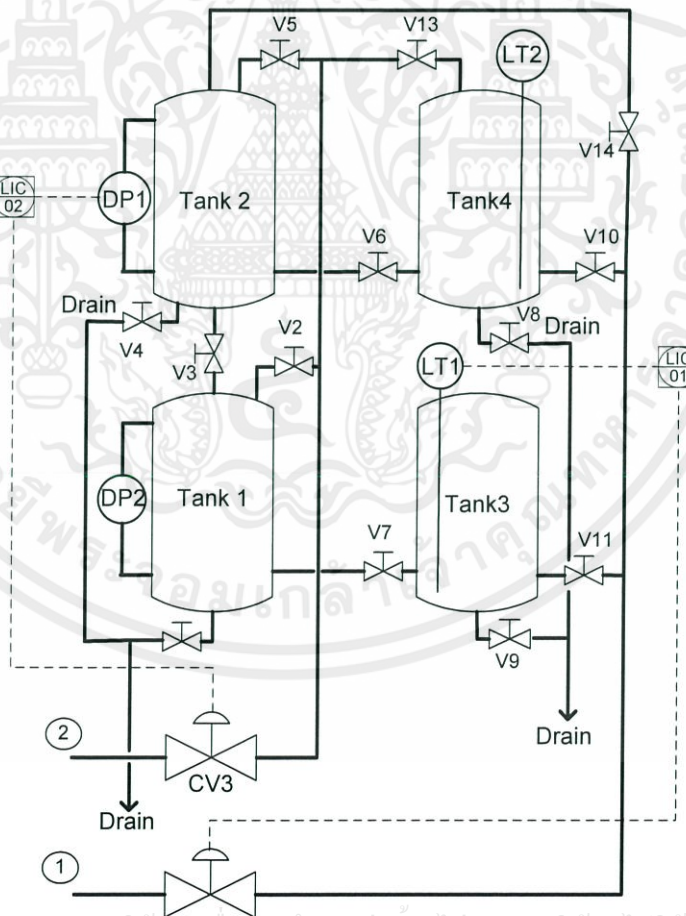 V5
V13
LT2
V14
LIC
02
DP1
Tank 2
Tank4
V6
V10
Drain
V4
V3
V2
V8
Drain
LT1
LIC
01
DP2
Tank 1
Tank3
V7
V11
V9
2
CV3
Drain
Drain
1